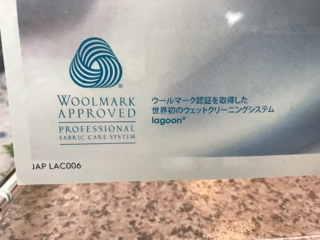 WOOLMARK
APPROVED
PROFESSIONAL
FABRIC CARE SYSTEM
ウールマーク認証を取得した
世界初のウェットクリーニングシステム
lagoon®
JAP LAC006